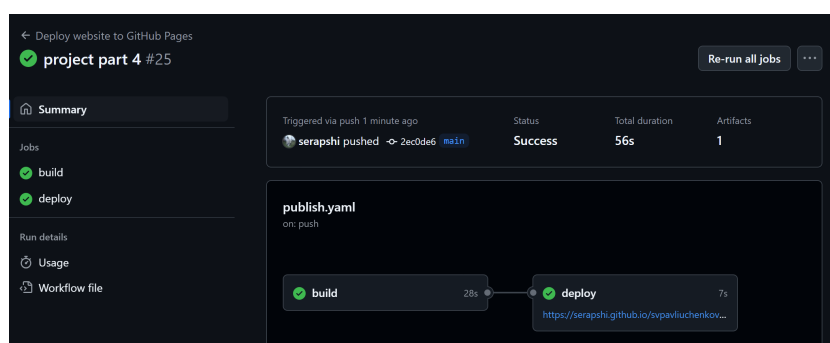 ← Deploy website to GitHub Pages
project part 4 #25
Re-run all jobs ...
Summary
Jobs
build
deploy
Run details
Usage
Workflow file
Triggered via push 1 minute ago
serapshi pushed 2ec0de6 main
Status
Success
Total duration
56s
Artifacts
1
publish.yaml
on: push
build 28s
deploy 7s
https://serapshi.github.io/svpavliuchenkov...